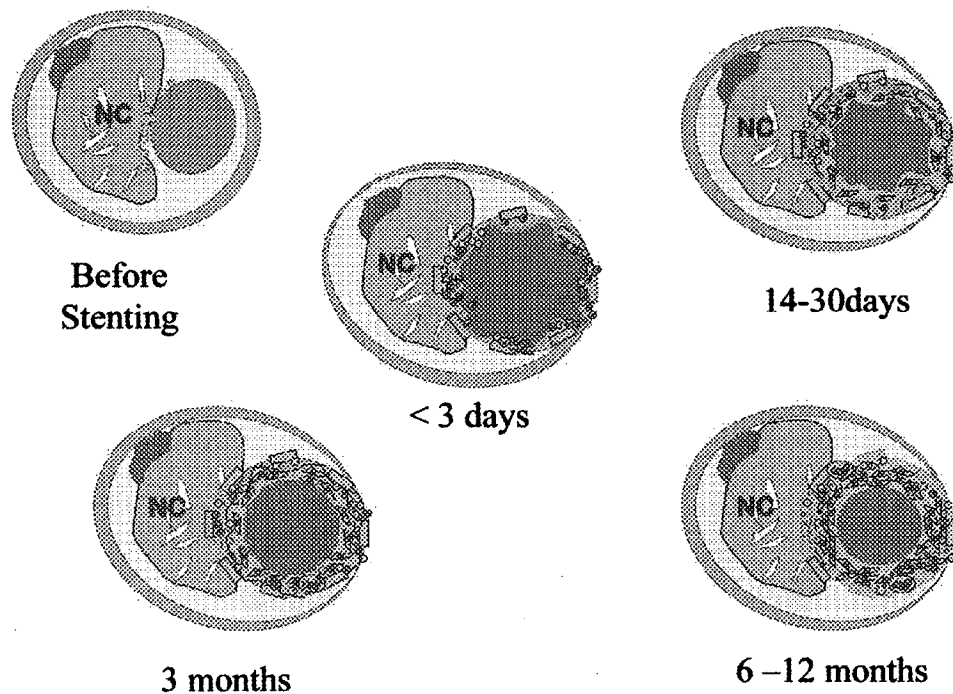 NC
Before
Stenting
NC
< 3 days
NC
14-30days
NC
3 months
NC
6 –12 months